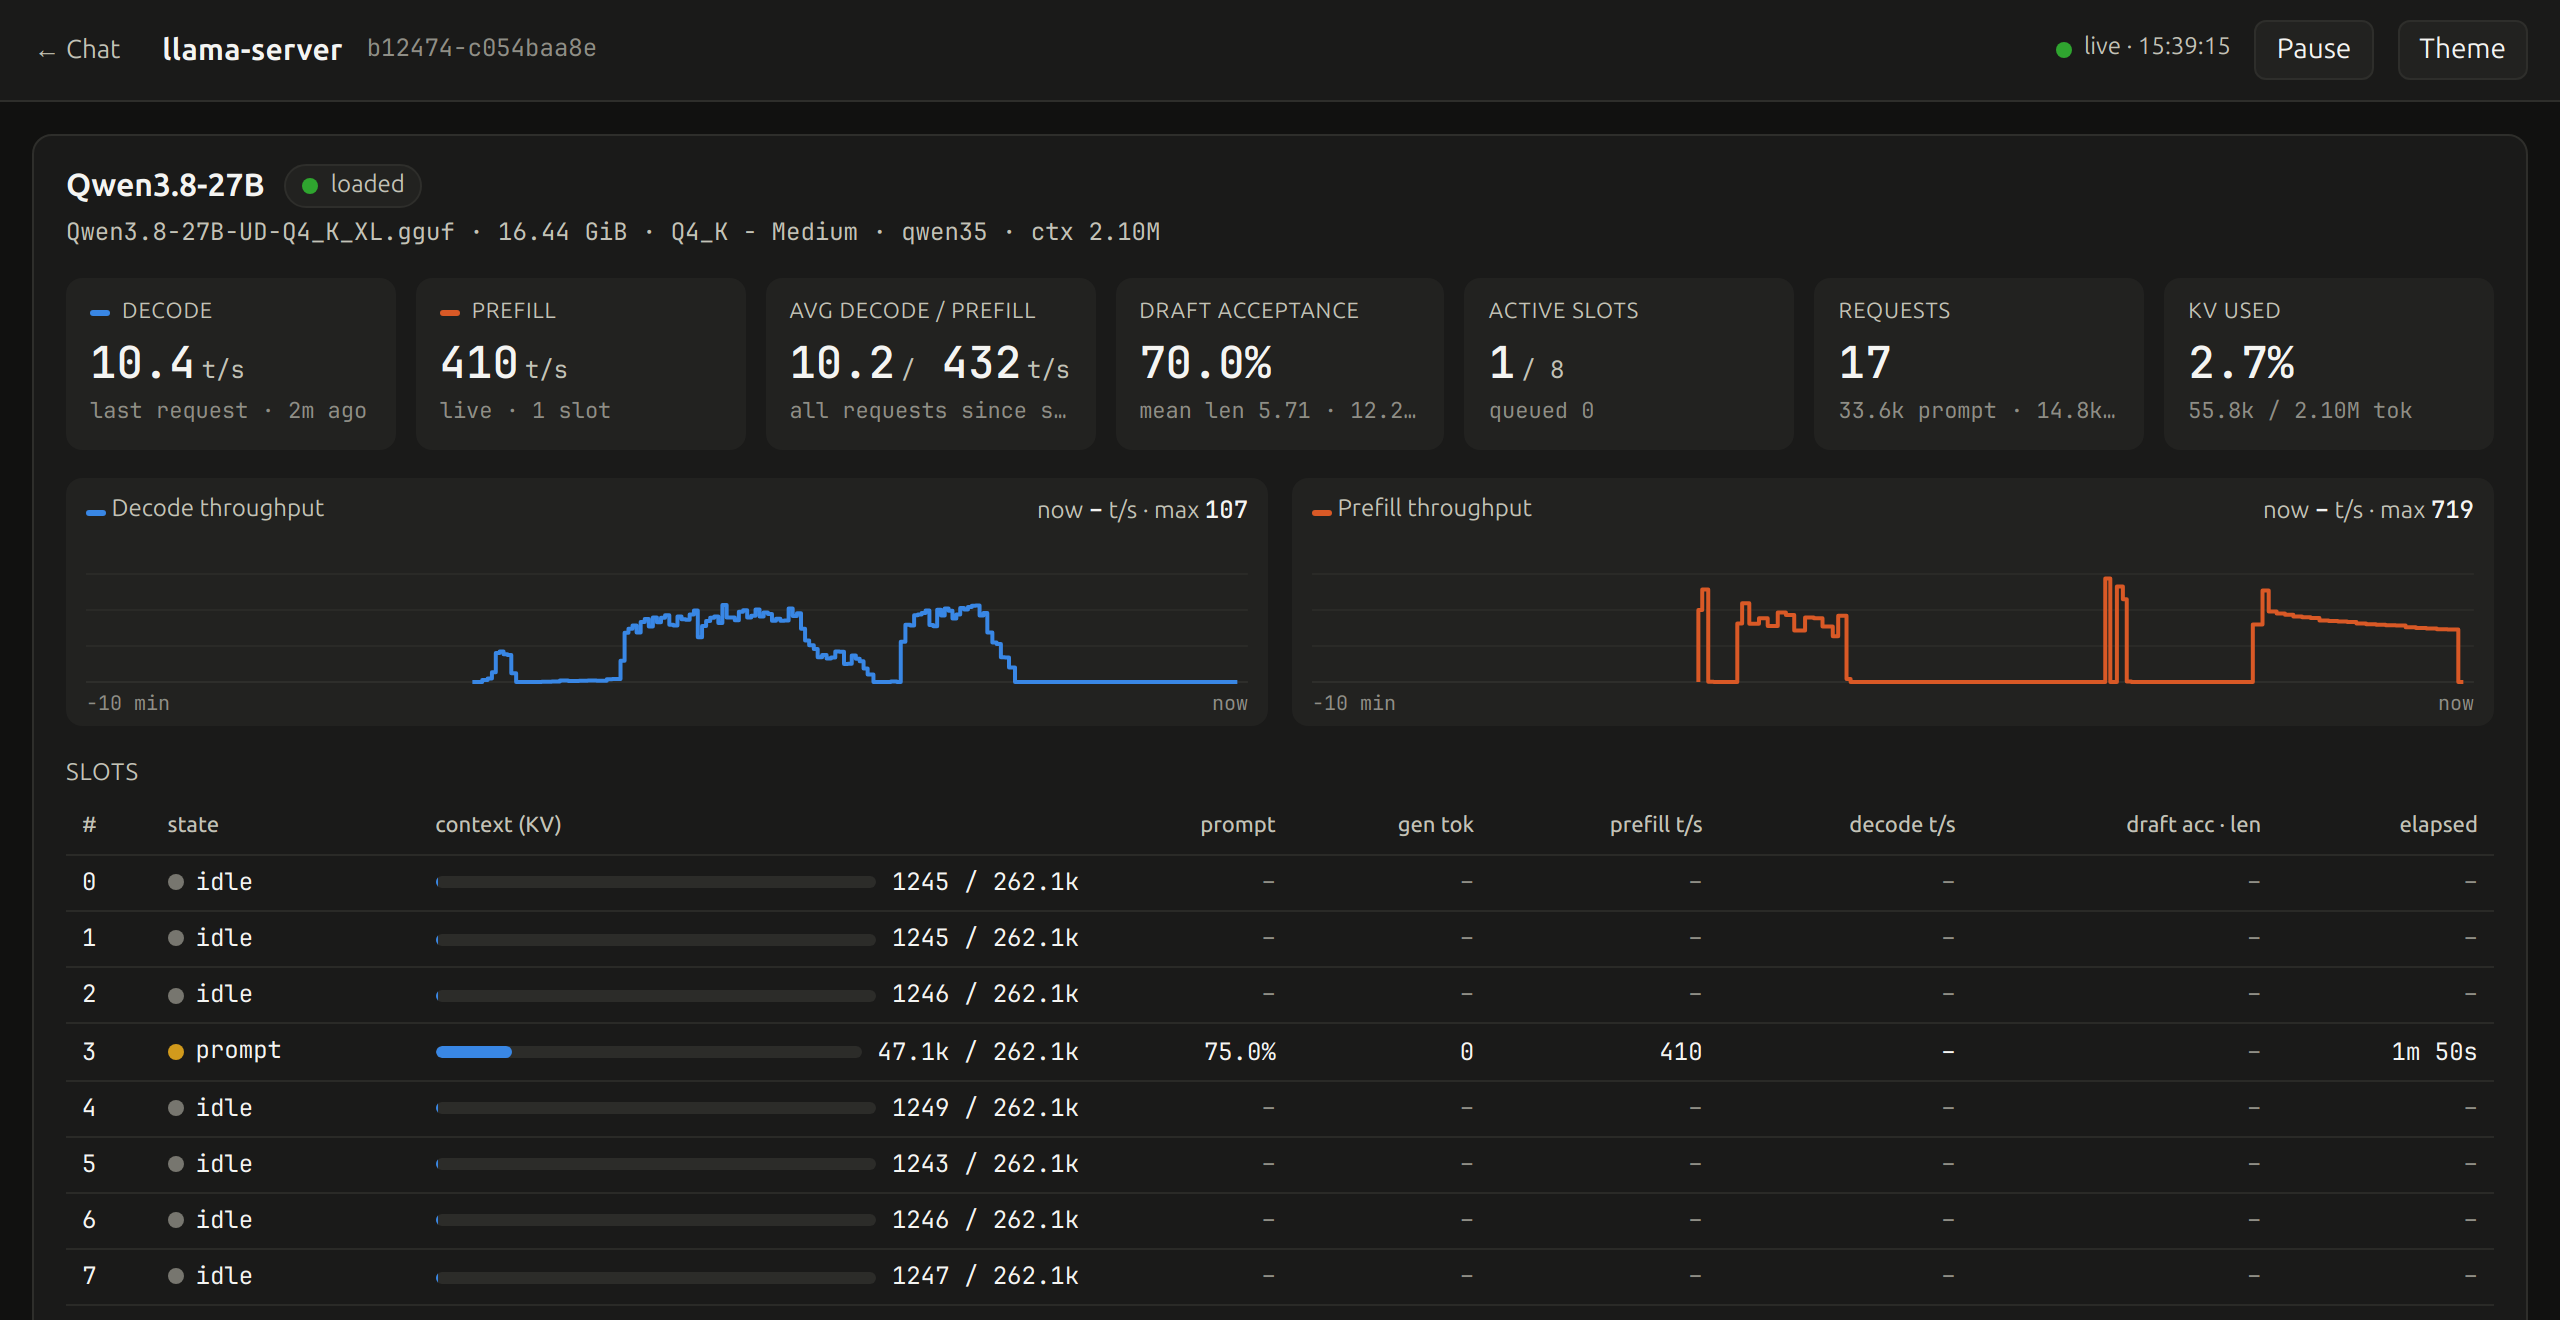 ← Chat llama-server b12474-c054baa8e live · 15:39:15 Pause Theme
Qwen3.8-27B loaded
Qwen3.8-27B-UD-Q4_K_XL.gguf · 16.44 GiB · Q4_K - Medium · qwen35 · ctx 2.10M
DECODE
10.4 t/s
last request · 2m ago
PREFILL
410 t/s
live · 1 slot
AVG DECODE / PREFILL
10.2 / 432 t/s
all requests since s…
DRAFT ACCEPTANCE
70.0%
mean len 5.71 · 12.2…
ACTIVE SLOTS
1 / 8
queued 0
REQUESTS
17
33.6k prompt · 14.8k…
KV USED
2.7%
55.8k / 2.10M tok
Decode throughput now – t/s · max 107
-10 min now
Prefill throughput now – t/s · max 719
-10 min now
SLOTS
# state context (KV) prompt gen tok prefill t/s decode t/s draft acc · len elapsed
0 idle 1245 / 262.1k – – – – – –
1 idle 1245 / 262.1k – – – – – –
2 idle 1246 / 262.1k – – – – – –
3 prompt 47.1k / 262.1k 75.0% 0 410 – – 1m 50s
4 idle 1249 / 262.1k – – – – – –
5 idle 1243 / 262.1k – – – – – –
6 idle 1246 / 262.1k – – – – – –
7 idle 1247 / 262.1k – – – – – –